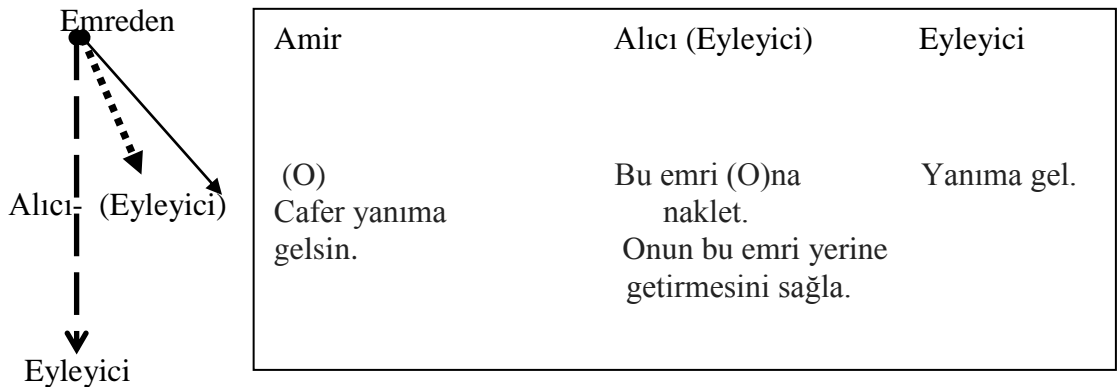 Emreden
Alıcı- (Eyleyici)
Eyleyici
Amir Alıcı (Eyleyici) Eyleyici
(O) Bu emri (O)na Yanıma gel.
Cafer yanıma naklet.
gelsin. Onun bu emri yerine
getirmesini sağla.